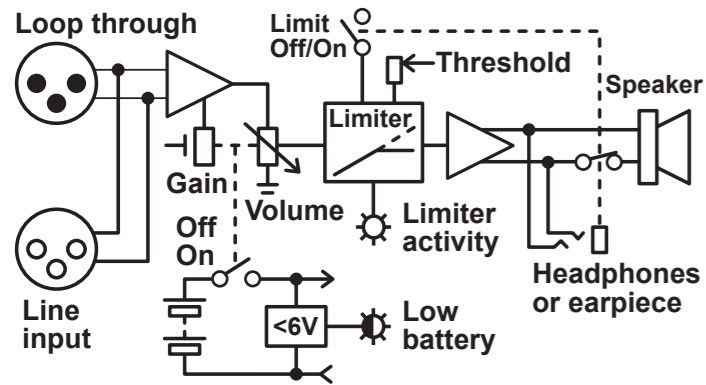 Loop through
Limit
Off/On
Threshold
Speaker
Limiter
Gain
Volume
Off
On
Limiter
activity
Line
input
<6V
Low
battery
Headphones
or earpiece